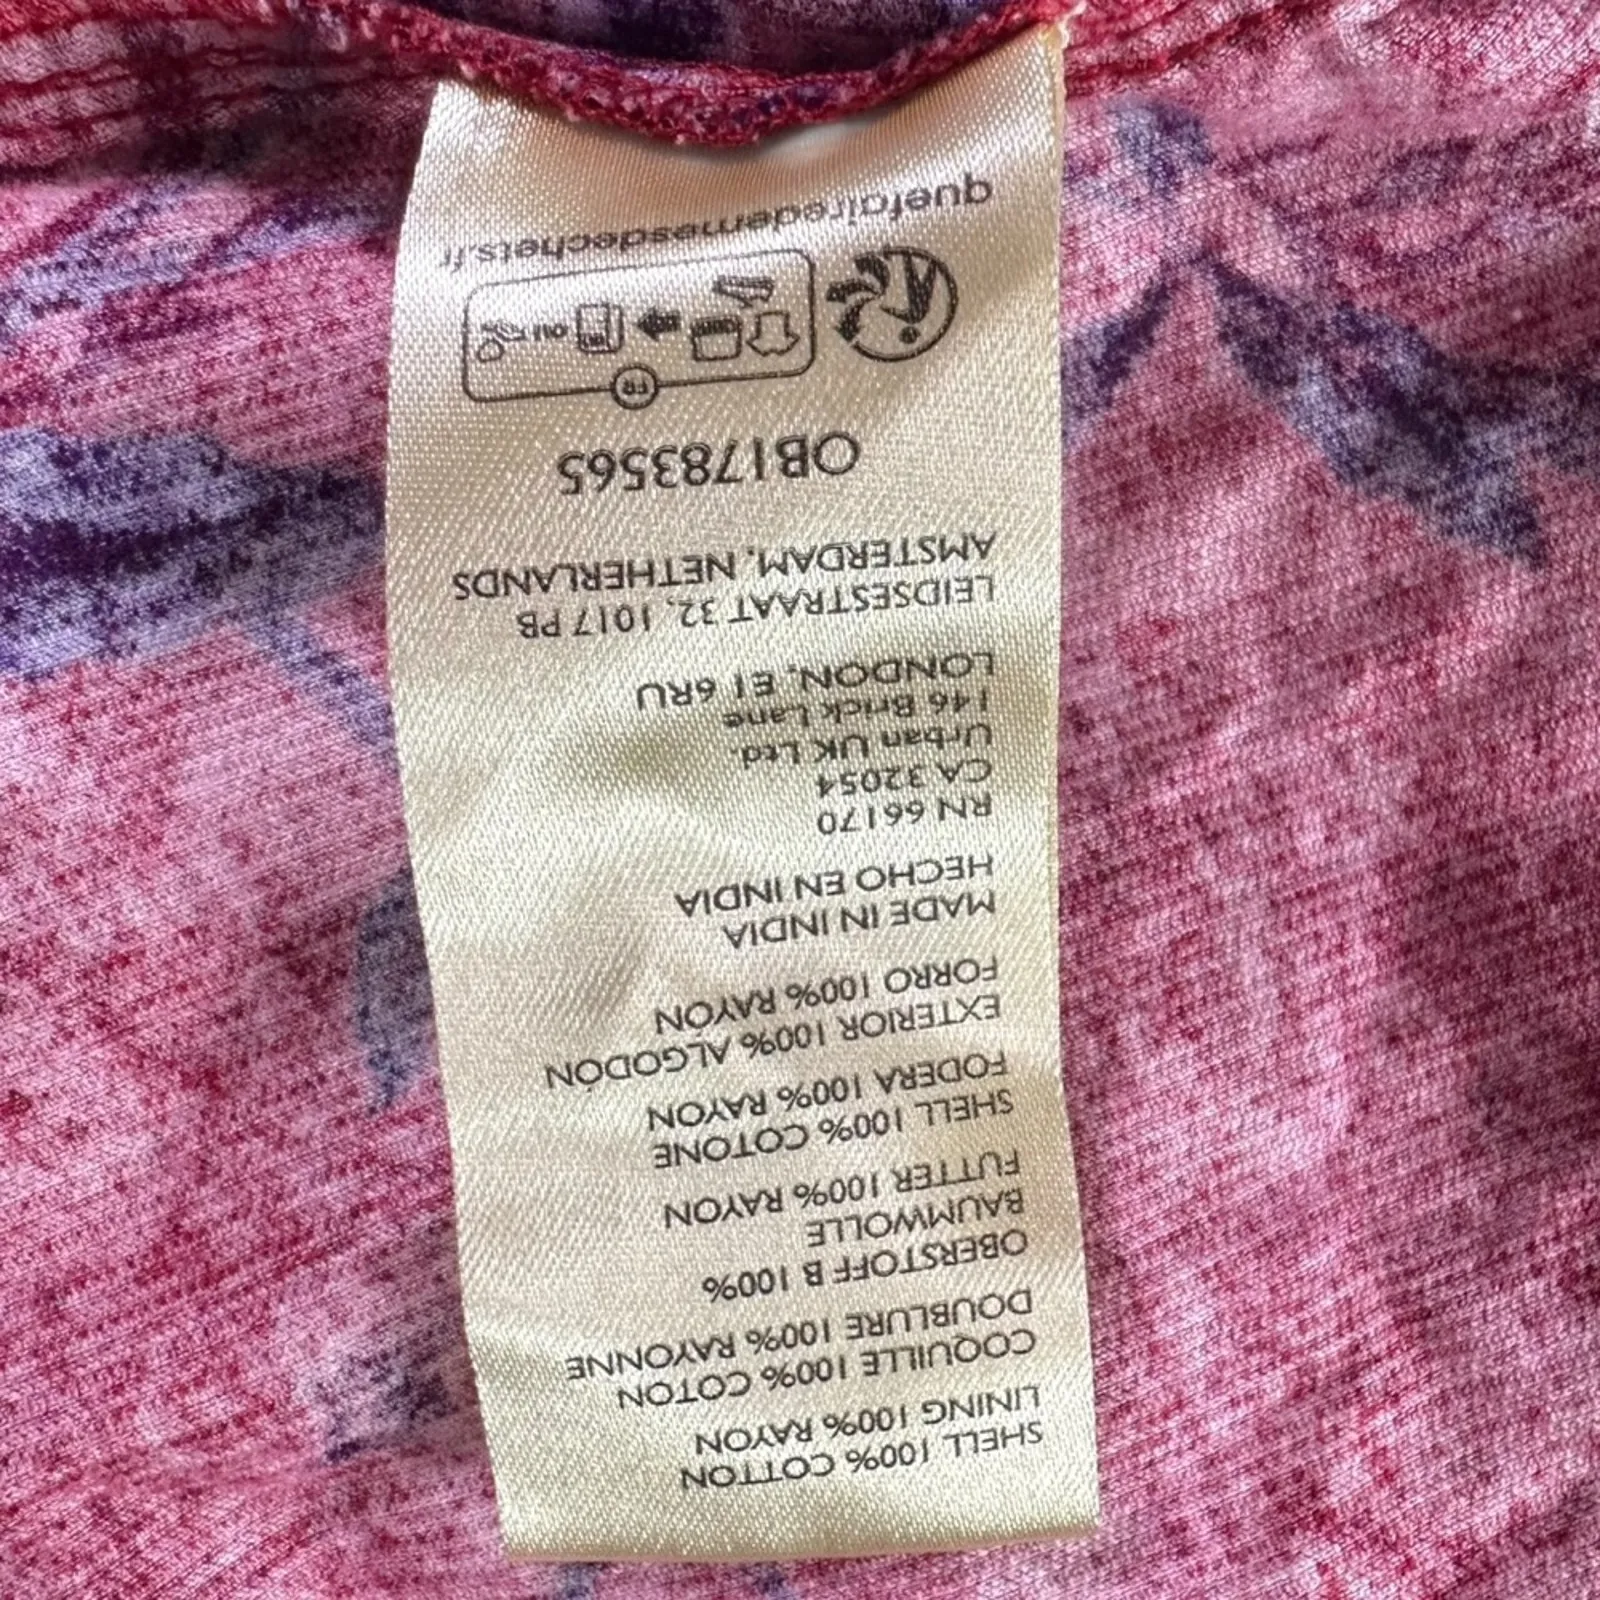 SHELL 100% COTTON
LINING 100% RAYON
COQUILLE 100% COTON
DOUBLURE 100% RAYONNE
OBERSTOFF B 100%
BAUMWOLLE
FUTTER 100% RAYON
SHELL 100% COTONE
FODERA 100% RAYON
EXTERIOR 100% ALGODÓN
FORRO 100% RAYON
MADE IN INDIA
HECHO EN INDIA
RN 66170
CA 32054
Urban UK Ltd.
146 Brick Lane
LONDON, E1 6RU
LEIDSESTRAAT 32, 1017 PB
AMSTERDAM, NETHERLANDS
OB1783565
FR
OU
quefairedemesdechets.fr